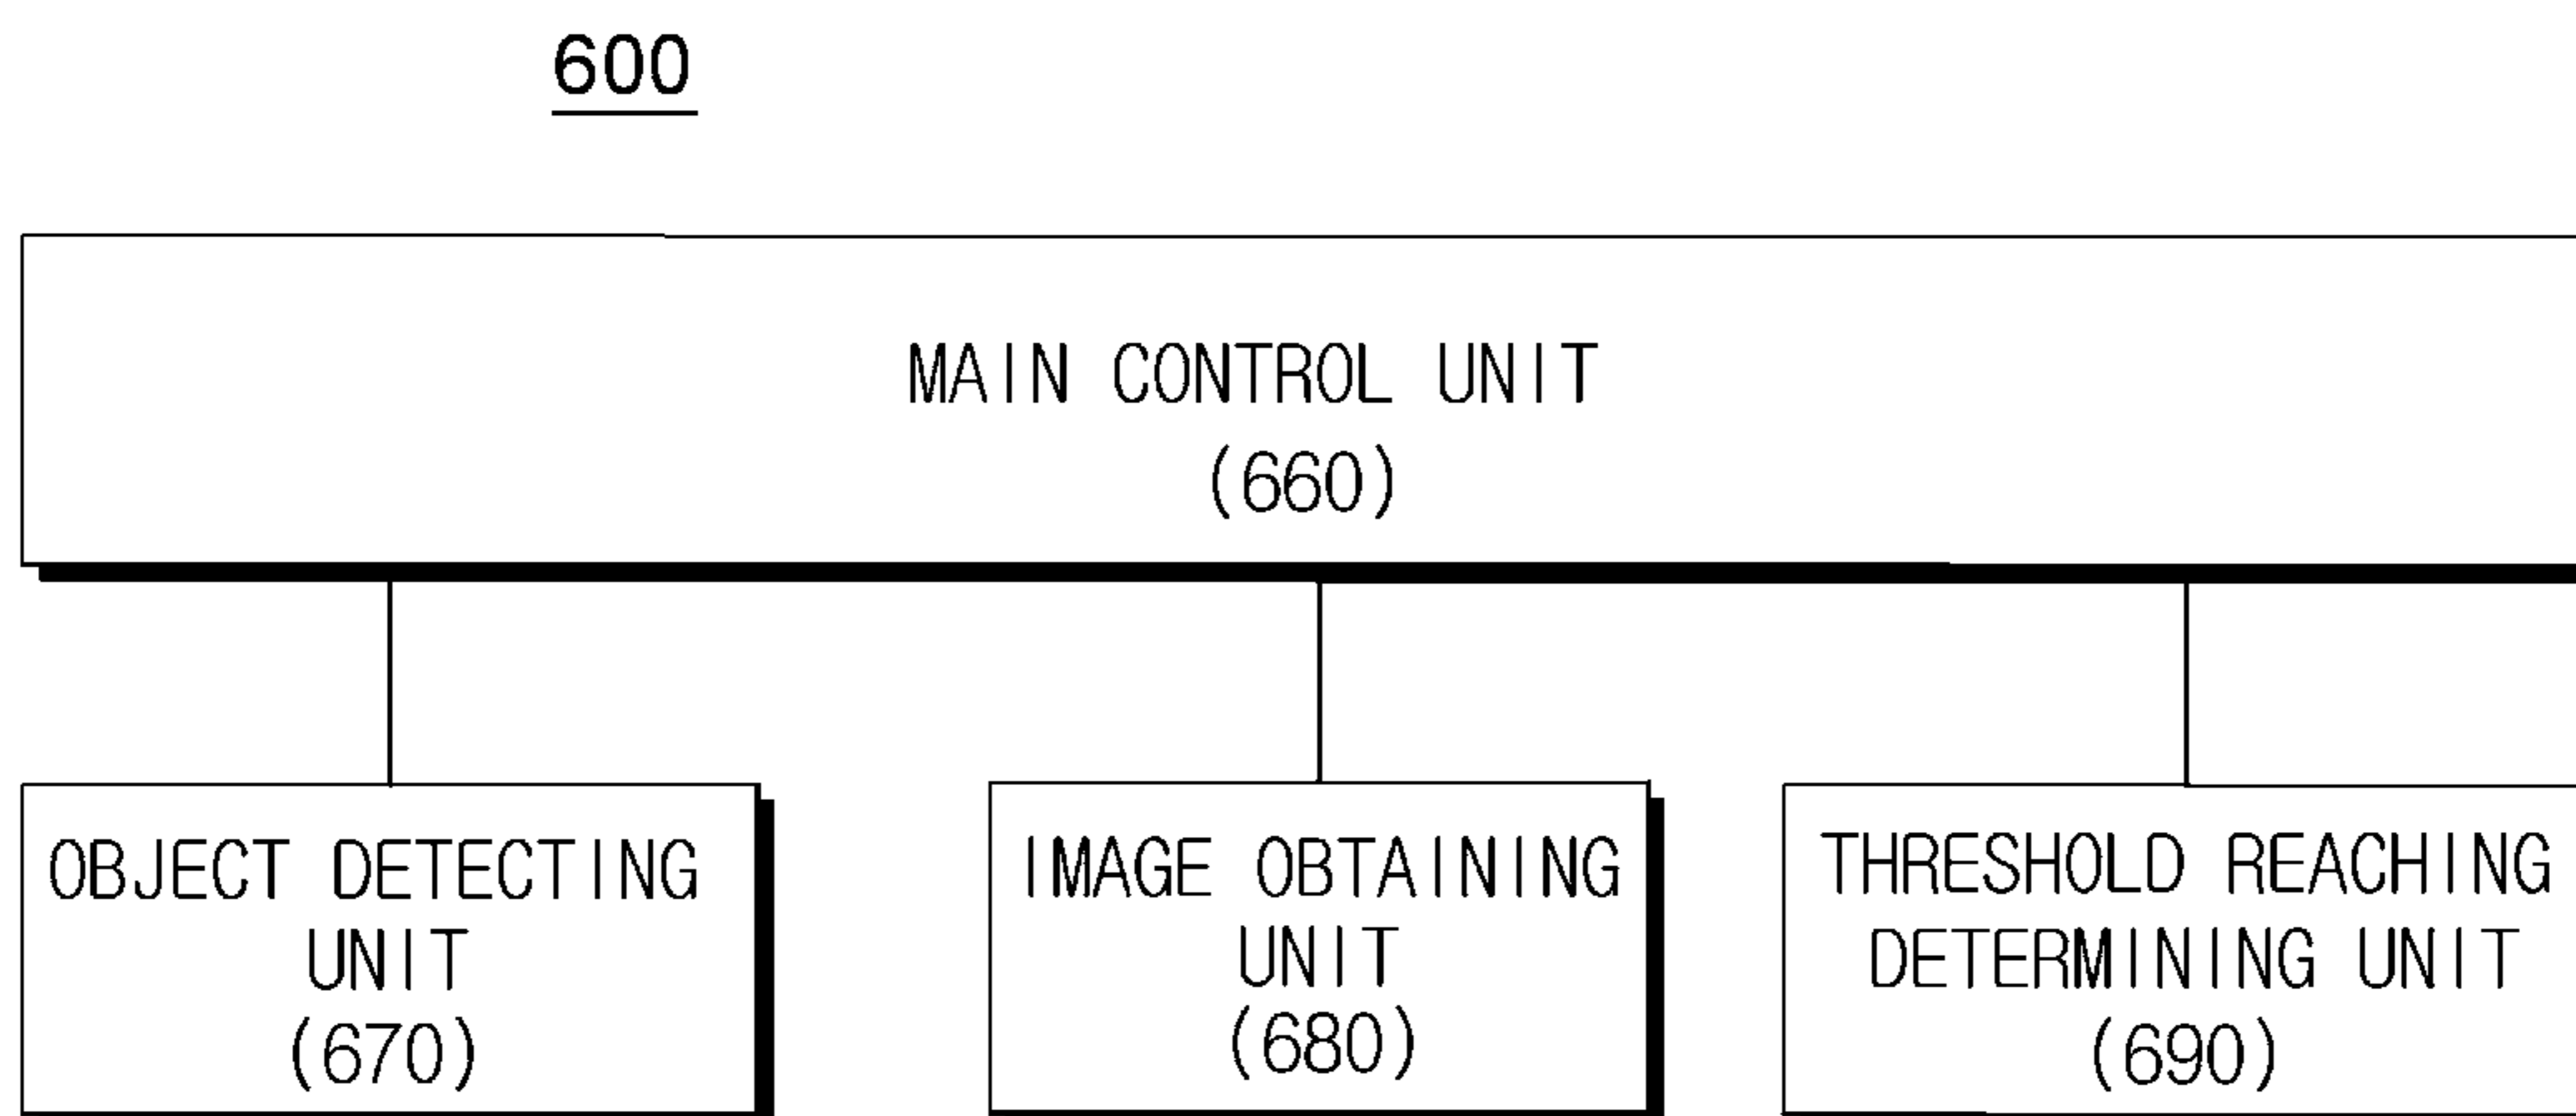 600
MAIN CONTROL UNIT
(660)
OBJECT DETECTING
UNIT
(670)
IMAGE OBTAINING
UNIT
(680)
THRESHOLD REACHING
DETERMINING UNIT
(690)